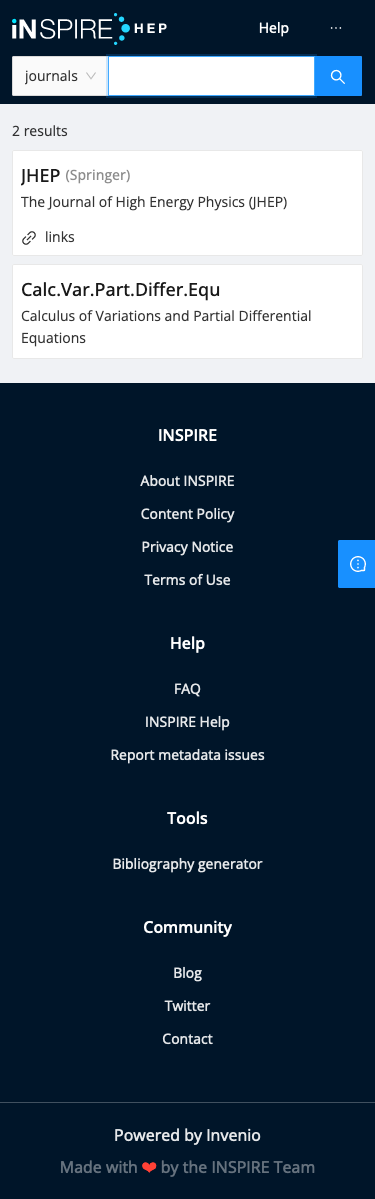 iNSPIRE HEP
Help
···
journals
2 results
JHEP (Springer)
The Journal of High Energy Physics (JHEP)
links
Calc.Var.Part.Differ.Equ
Calculus of Variations and Partial Differential
Equations
INSPIRE
About INSPIRE
Content Policy
Privacy Notice
Terms of Use
Help
FAQ
INSPIRE Help
Report metadata issues
Tools
Bibliography generator
Community
Blog
Twitter
Contact
Powered by Invenio
Made with ❤ by the INSPIRE Team